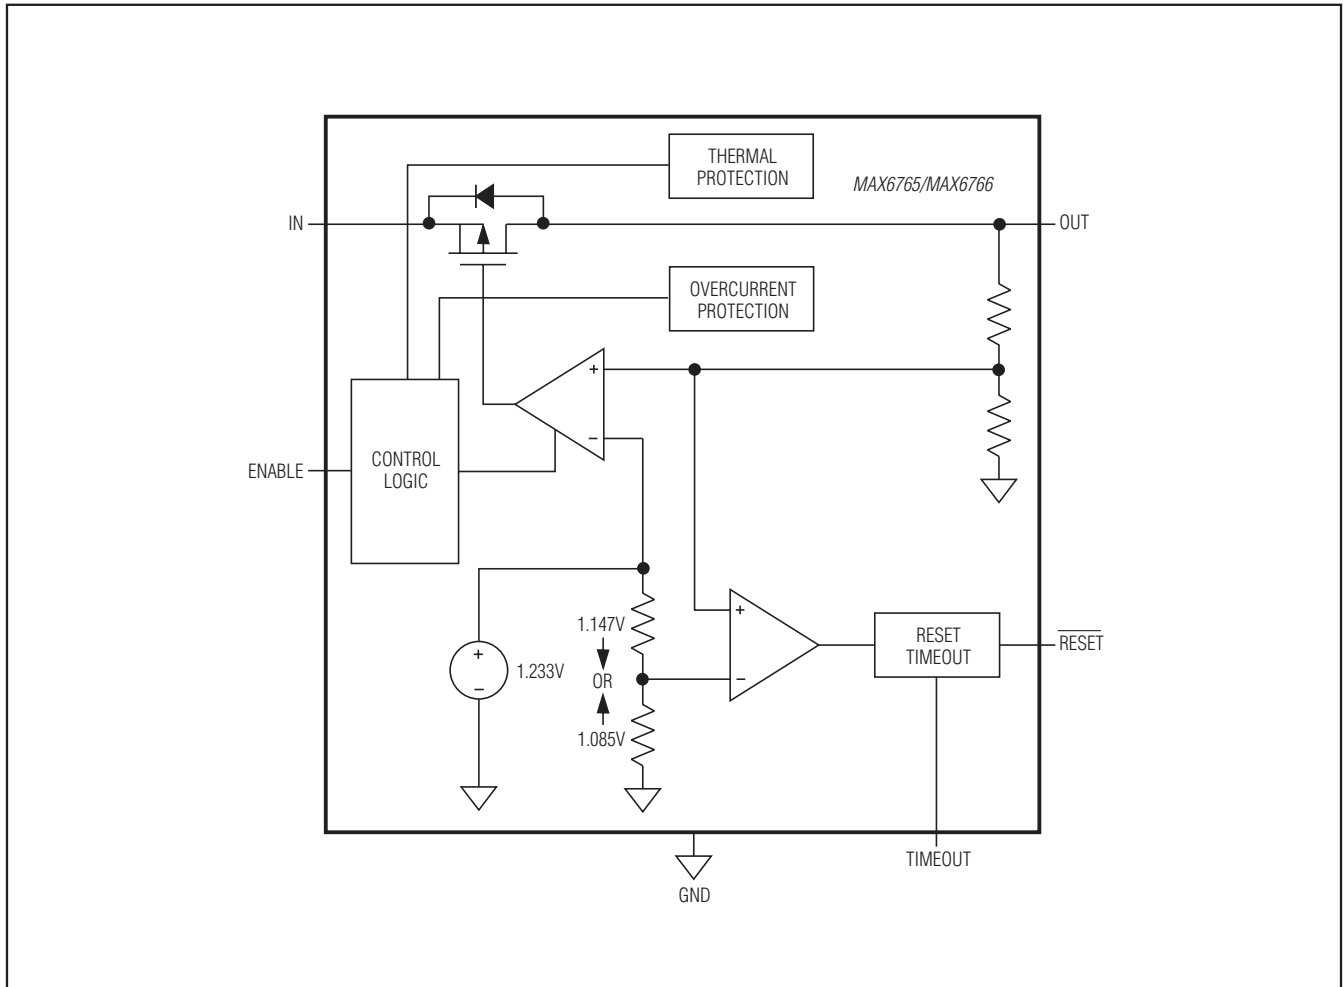 THERMAL
PROTECTION
MAX6765/MAX6766
IN
OUT
OVERCURRENT
PROTECTION
+
−
ENABLE
CONTROL
LOGIC
1.147V
+
−
1.233V
OR
1.085V
+
−
RESET
TIMEOUT
RESET
TIMEOUT
GND